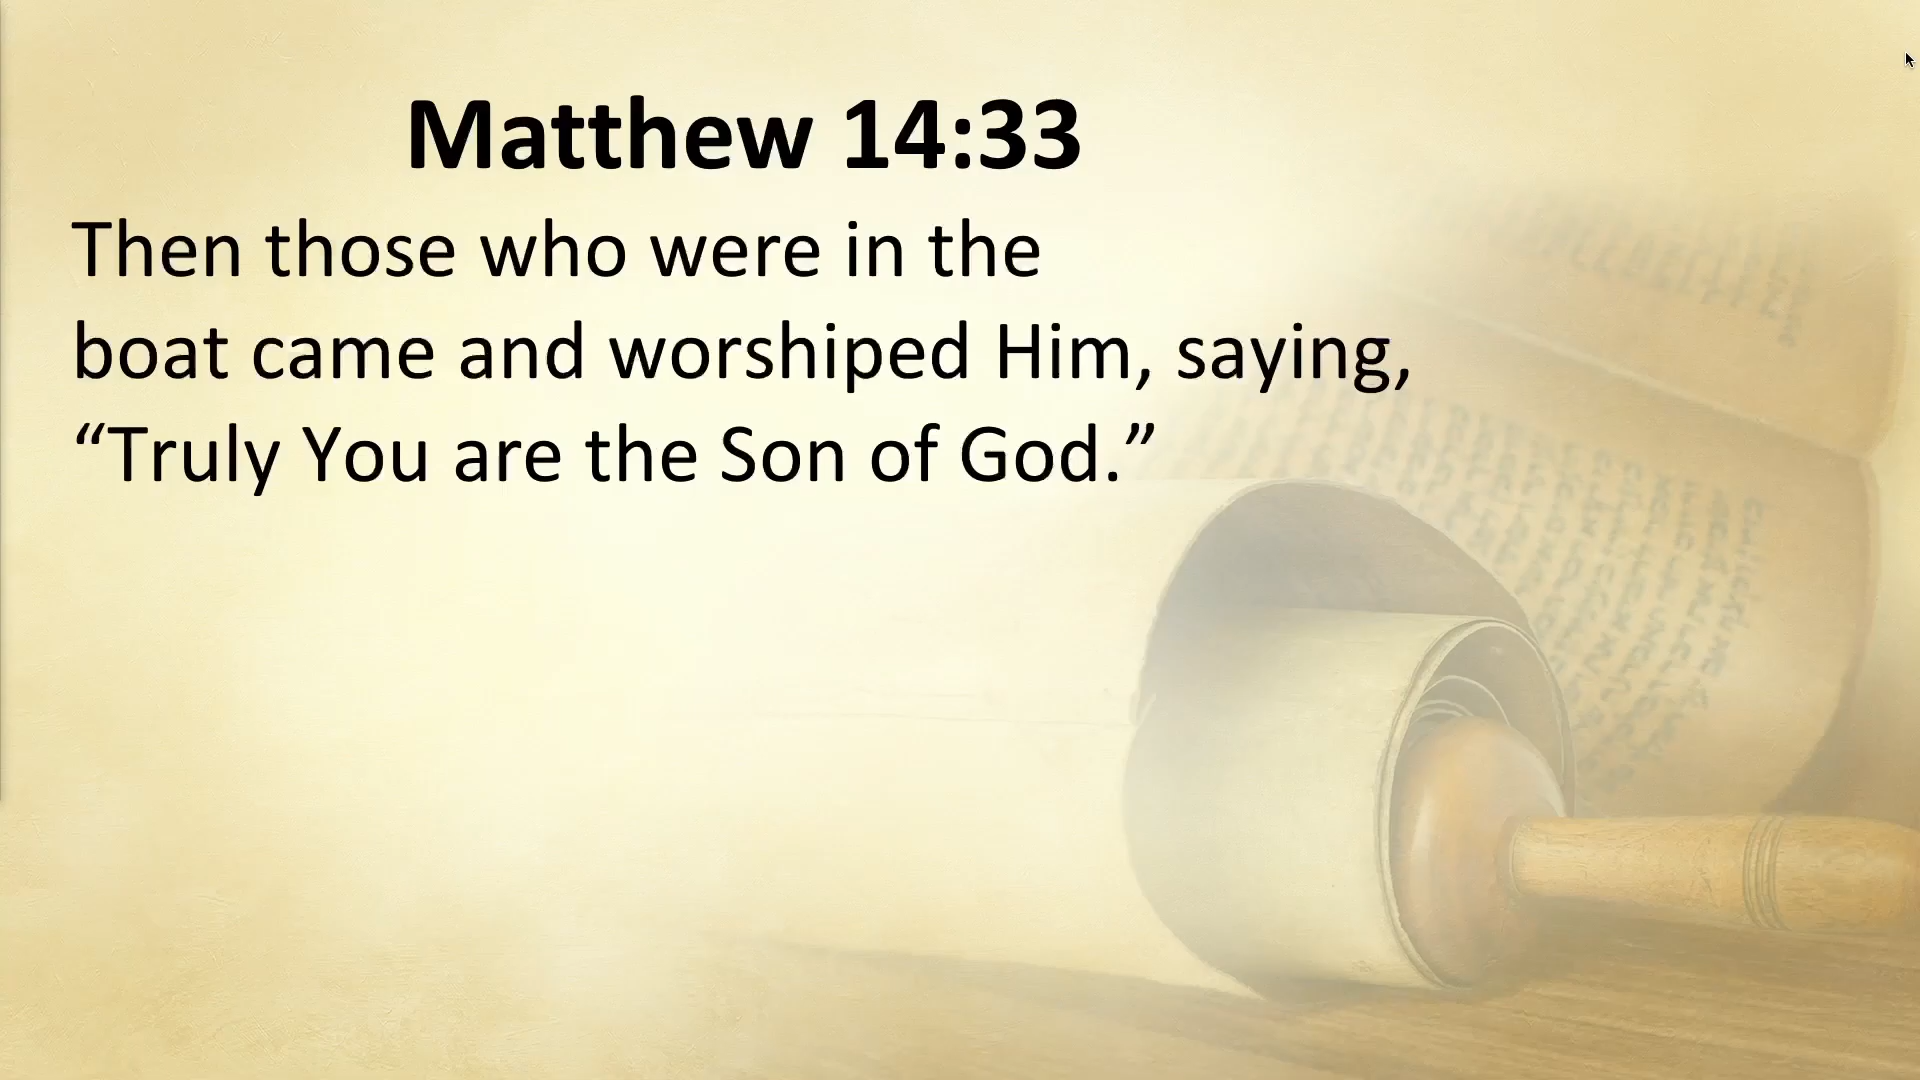 Matthew 14:33
Then those who were in the
boat came and worshiped Him, saying,
“Truly You are the Son of God.”